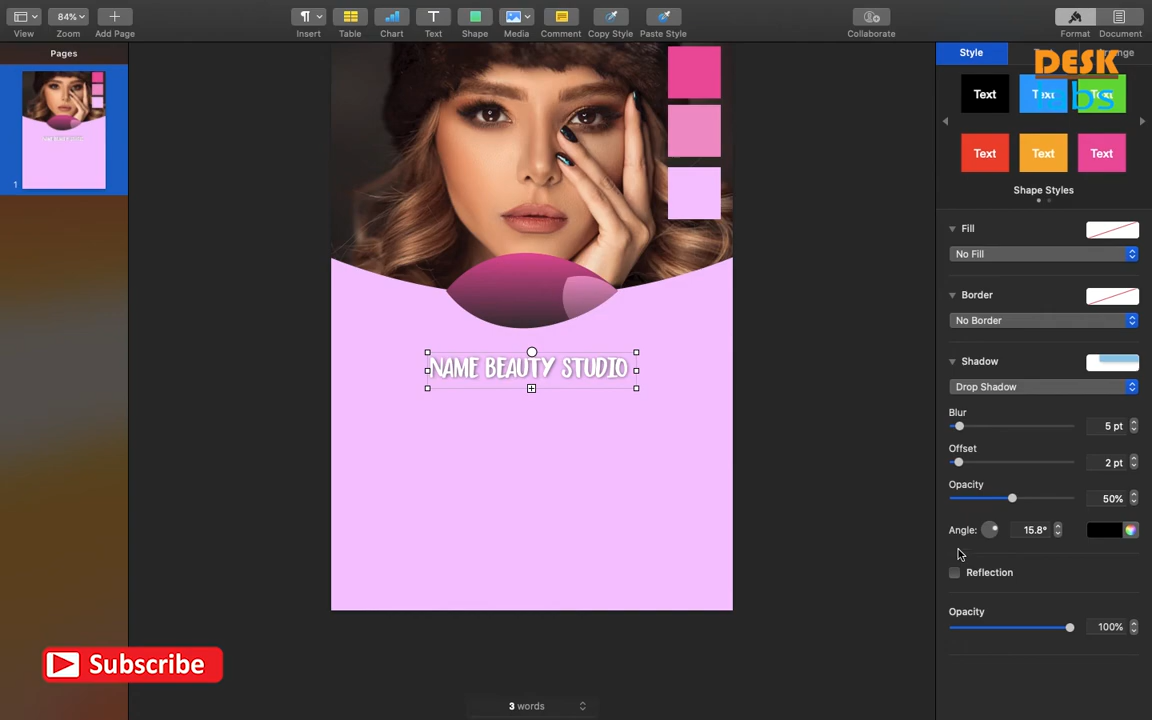 84%
View
Zoom
Add Page
Insert
Table
Chart
Text
Shape
Media
Comment
Copy Style
Paste Style
Collaborate
Format
Document
Pages
1
NAME BEAUTY STUDIO
3 words
Subscribe
Style
DESK
Text
Text
Text
Text
Shape Styles
Fill
No Fill
Border
No Border
Shadow
Drop Shadow
Blur
5 pt
Offset
2 pt
Opacity
50%
Angle:
15.8°
Reflection
Opacity
100%